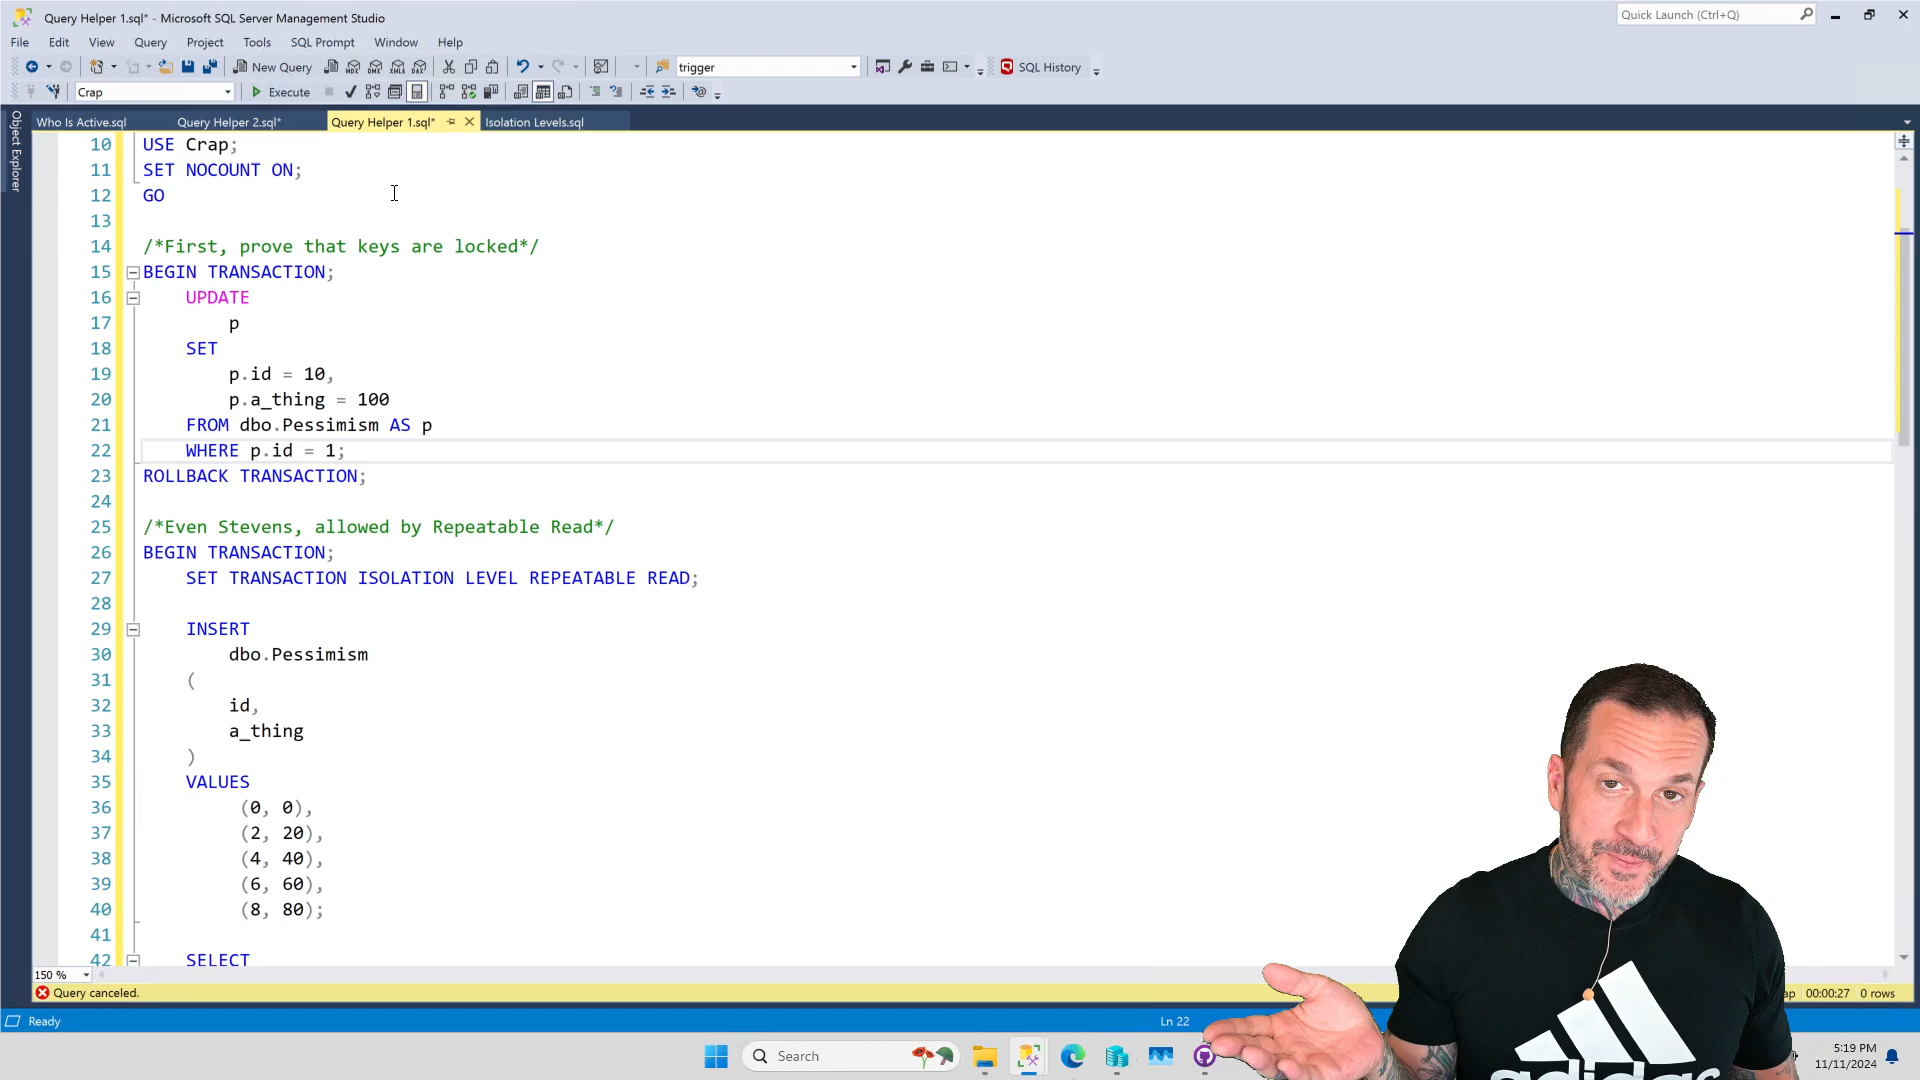 Query Helper 1.sql* - Microsoft SQL Server Management Studio
Quick Launch (Ctrl+Q)
File Edit View Query Project Tools SQL Prompt Window Help
New Query
MDX DMX XMLA DAX
trigger
SQL History
Crap
Execute
Who Is Active.sql
Query Helper 2.sql*
Query Helper 1.sql*
Isolation Levels.sql
Object Explorer
10 USE Crap;
11 SET NOCOUNT ON;
12 GO
13
14 /*First, prove that keys are locked*/
15 BEGIN TRANSACTION;
16 UPDATE
17 p
18 SET
19 p.id = 10,
20 p.a_thing = 100
21 FROM dbo.Pessimism AS p
22 WHERE p.id = 1;
23 ROLLBACK TRANSACTION;
24
25 /*Even Stevens, allowed by Repeatable Read*/
26 BEGIN TRANSACTION;
27 SET TRANSACTION ISOLATION LEVEL REPEATABLE READ;
28
29 INSERT
30 dbo.Pessimism
31 (
32 id,
33 a_thing
34 )
35 VALUES
36 (0, 0),
37 (2, 20),
38 (4, 40),
39 (6, 60),
40 (8, 80);
41
42 SELECT
150 %
Query canceled.
00:00:27
0 rows
Ready
Ln 22
Search
5:19 PM
11/11/2024
adidas